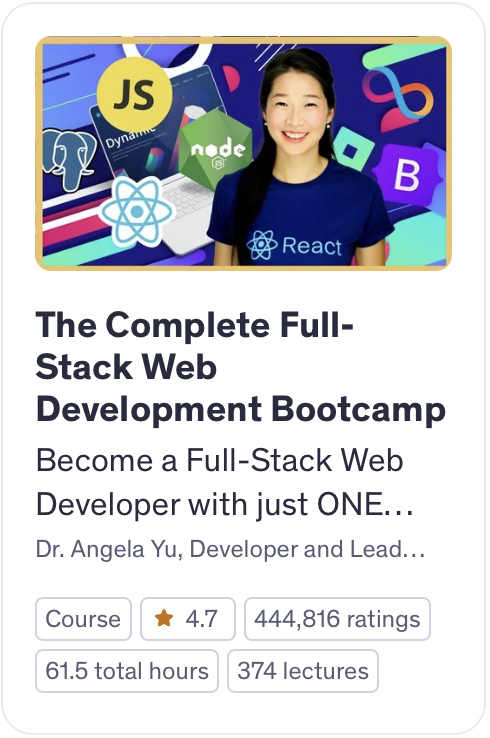 JS
Dynamic
node
JS
B
React
The Complete Full-
Stack Web
Development Bootcamp
Become a Full-Stack Web
Developer with just ONE...
Dr. Angela Yu, Developer and Lead...
Course
4.7
444,816 ratings
61.5 total hours
374 lectures